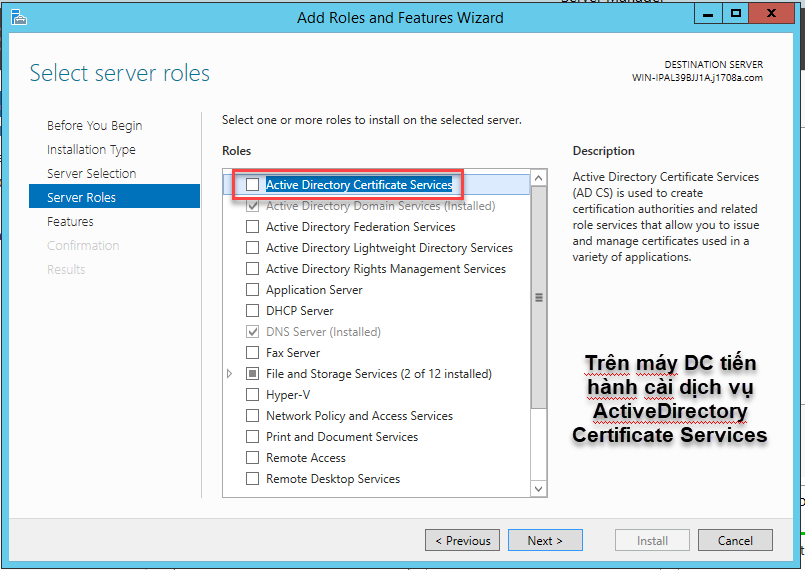 Server Manager
Add Roles and Features Wizard
Select server roles
DESTINATION SERVER
WIN-IPAL39BJJ1A.j1708a.com
Before You Begin
Installation Type
Server Selection
Server Roles
Features
Confirmation
Results
Select one or more roles to install on the selected server.
Roles
Active Directory Certificate Services
Active Directory Domain Services (Installed)
Active Directory Federation Services
Active Directory Lightweight Directory Services
Active Directory Rights Management Services
Application Server
DHCP Server
DNS Server (Installed)
Fax Server
File and Storage Services (2 of 12 installed)
Hyper-V
Network Policy and Access Services
Print and Document Services
Remote Access
Remote Desktop Services
Description
Active Directory Certificate Services
(AD CS) is used to create
certification authorities and related
role services that allow you to issue
and manage certificates used in a
variety of applications.
Trên máy DC tiến
hành cài dịch vụ
ActiveDirectory
Certificate Services
< Previous
Next >
Install
Cancel